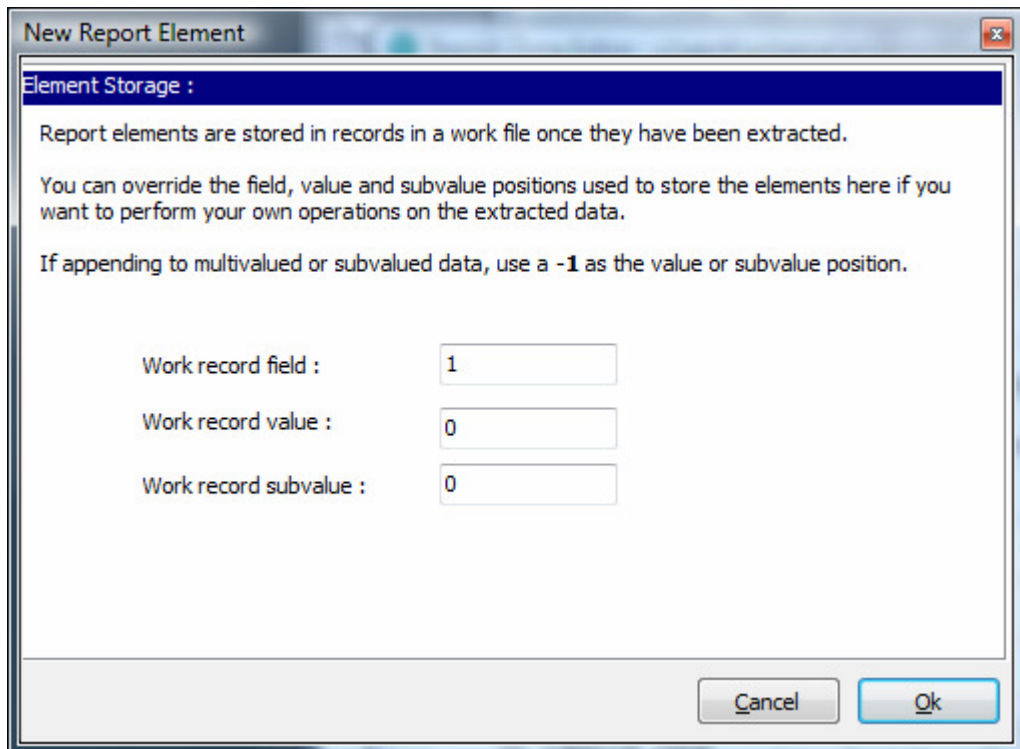 New Report Element
Element Storage :
Report elements are stored in records in a work file once they have been extracted.
You can override the field, value and subvalue positions used to store the elements here if you
want to perform your own operations on the extracted data.
If appending to multivalued or subvalued data, use a -1 as the value or subvalue position.
Work record field : 1
Work record value : 0
Work record subvalue : 0
Cancel Ok